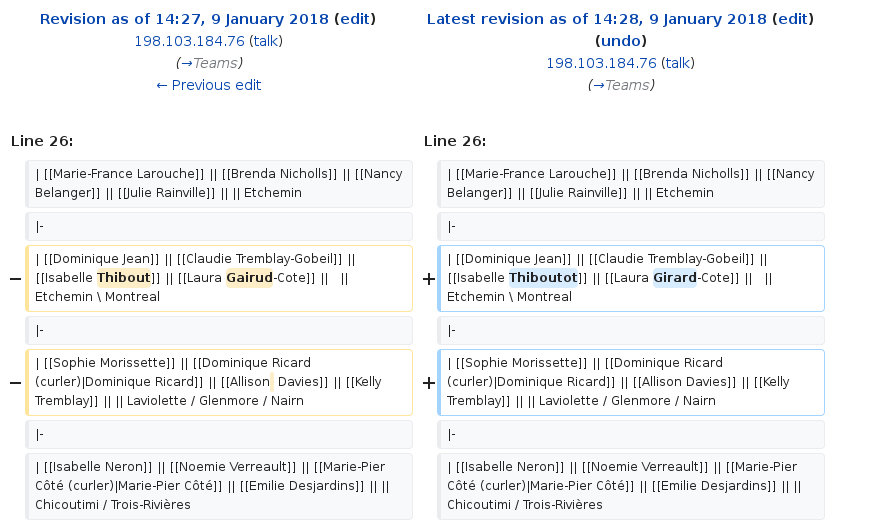 Revision as of 14:27, 9 January 2018 (edit)
198.103.184.76 (talk)
(→Teams)
← Previous edit
Latest revision as of 14:28, 9 January 2018 (edit)
(undo)
198.103.184.76 (talk)
(→Teams)
Line 26:
Line 26:
| [[Marie-France Larouche]] || [[Brenda Nicholls]] || [[Nancy
Belanger]] || [[Julie Rainville]] || || Etchemin
| [[Marie-France Larouche]] || [[Brenda Nicholls]] || [[Nancy
Belanger]] || [[Julie Rainville]] || || Etchemin
|-
|-
− | [[Dominique Jean]] || [[Claudie Tremblay-Gobeil]] ||
[[Isabelle Thibout]] || [[Laura Gairud-Cote]] ||   ||
Etchemin \ Montreal
+ | [[Dominique Jean]] || [[Claudie Tremblay-Gobeil]] ||
[[Isabelle Thiboutot]] || [[Laura Girard-Cote]] ||   ||
Etchemin \ Montreal
|-
|-
− | [[Sophie Morissette]] || [[Dominique Ricard
(curler)|Dominique Ricard]] || [[Allison  Davies]] || [[Kelly
Tremblay]] || || Laviolette / Glenmore / Nairn
+ | [[Sophie Morissette]] || [[Dominique Ricard
(curler)|Dominique Ricard]] || [[Allison Davies]] || [[Kelly
Tremblay]] || || Laviolette / Glenmore / Nairn
|-
|-
| [[Isabelle Neron]] || [[Noemie Verreault]] || [[Marie-Pier
Côté (curler)|Marie-Pier Côté]] || [[Emilie Desjardins]] || ||
Chicoutimi / Trois-Rivières
| [[Isabelle Neron]] || [[Noemie Verreault]] || [[Marie-Pier
Côté (curler)|Marie-Pier Côté]] || [[Emilie Desjardins]] || ||
Chicoutimi / Trois-Rivières